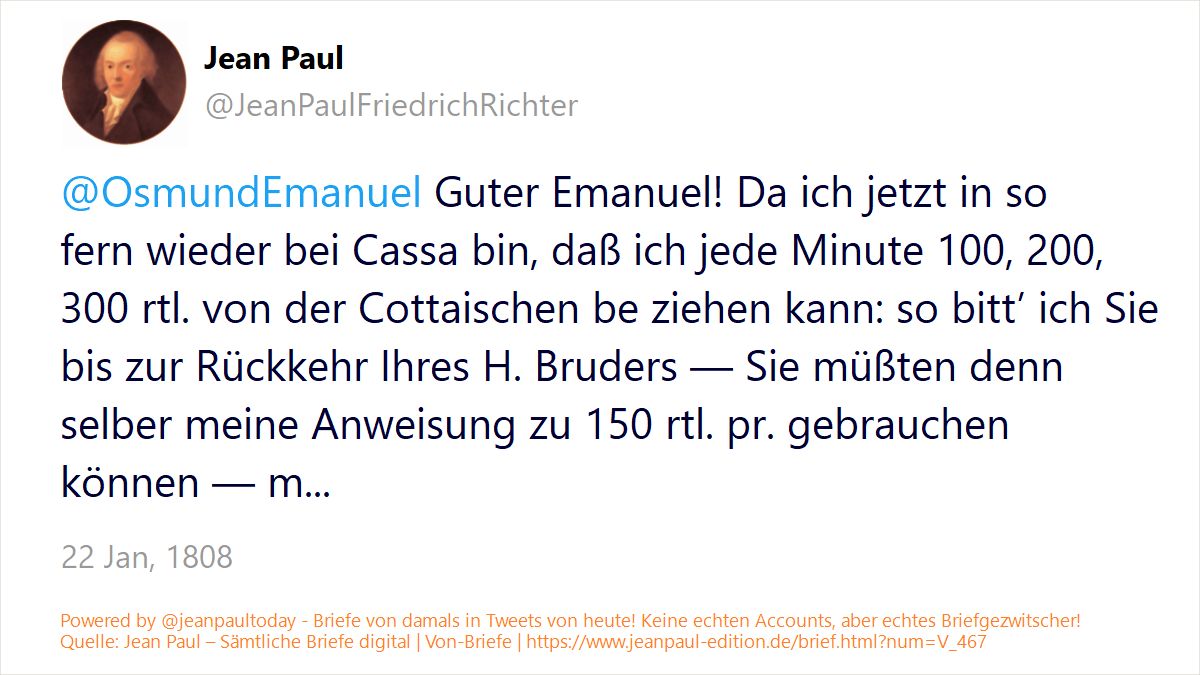 Jean Paul
@JeanPaulFriedrichRichter
@OsmundEmanuel Guter Emanuel! Da ich jetzt in so
fern wieder bei Cassa bin, daß ich jede Minute 100, 200,
300 rtl. von der Cottaischen be ziehen kann: so bitt’ ich Sie
bis zur Rückkehr Ihres H. Bruders — Sie müßten denn
selber meine Anweisung zu 150 rtl. pr. gebrauchen
können — m...
22 Jan, 1808
Powered by @jeanpaultoday - Briefe von damals in Tweets von heute! Keine echten Accounts, aber echtes Briefgezwitscher!
Quelle: Jean Paul – Sämtliche Briefe digital | Von-Briefe | https://www.jeanpaul-edition.de/brief.html?num=V_467